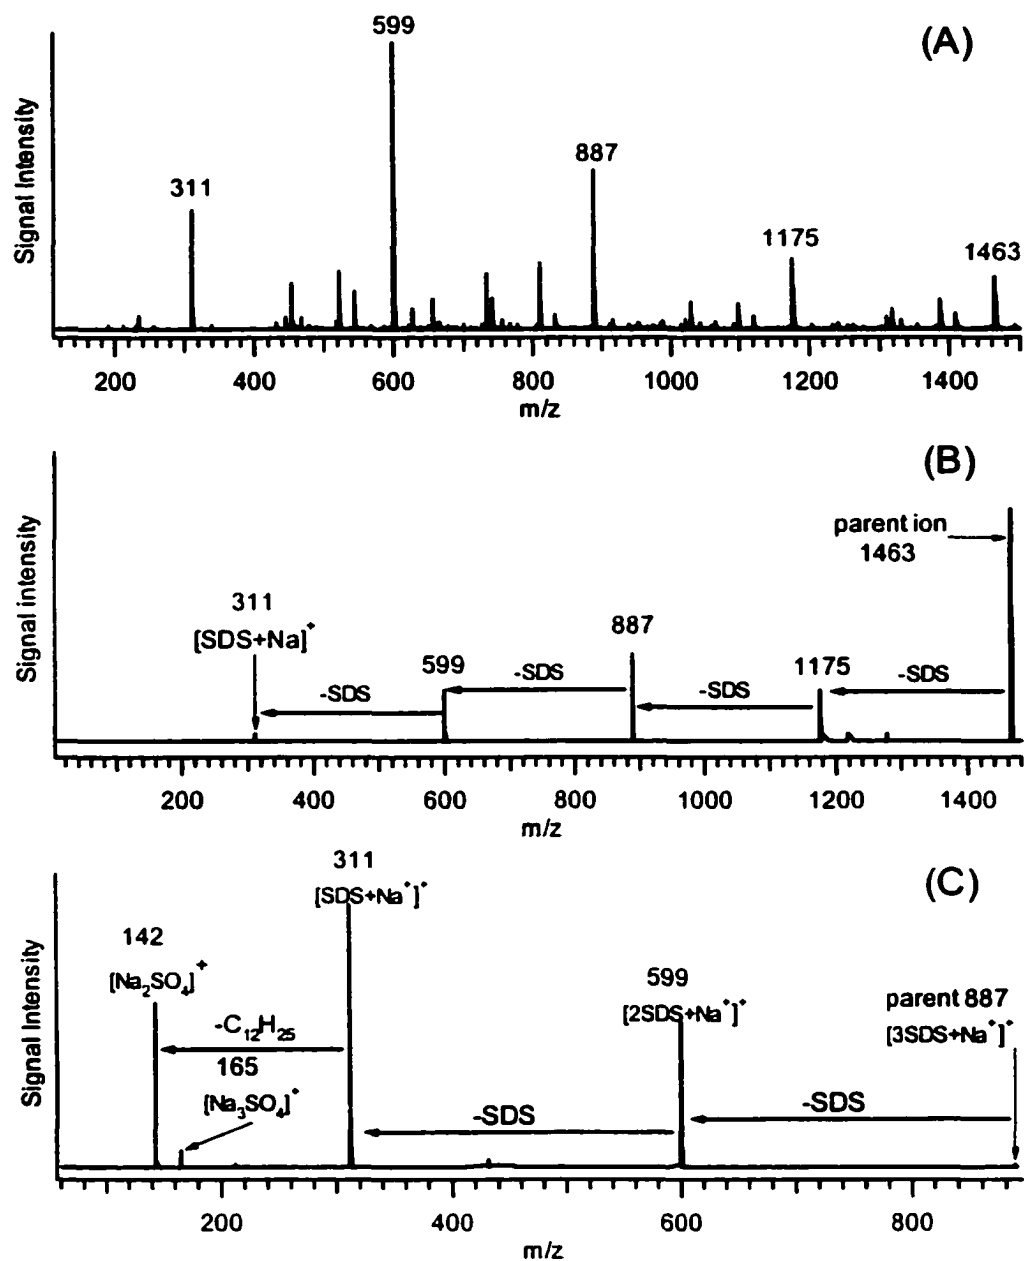 (A)
Signal Intensity
311
599
887
1175
1463
200 400 600 800 1000 1200 1400
m/z
(B)
Signal intensity
parent ion
1463
311
[SDS+Na]⁺
599
887
1175
-SDS
-SDS
-SDS
-SDS
200 400 600 800 1000 1200 1400
m/z
(C)
Signal Intensity
311
[SDS+Na⁺]⁺
142
[Na₂SO₄]⁺
-C₁₂H₂₅
165
[Na₃SO₄]⁺
599
[2SDS+Na⁺]⁺
parent 887
[3SDS+Na⁺]⁺
-SDS
-SDS
200 400 600 800
m/z